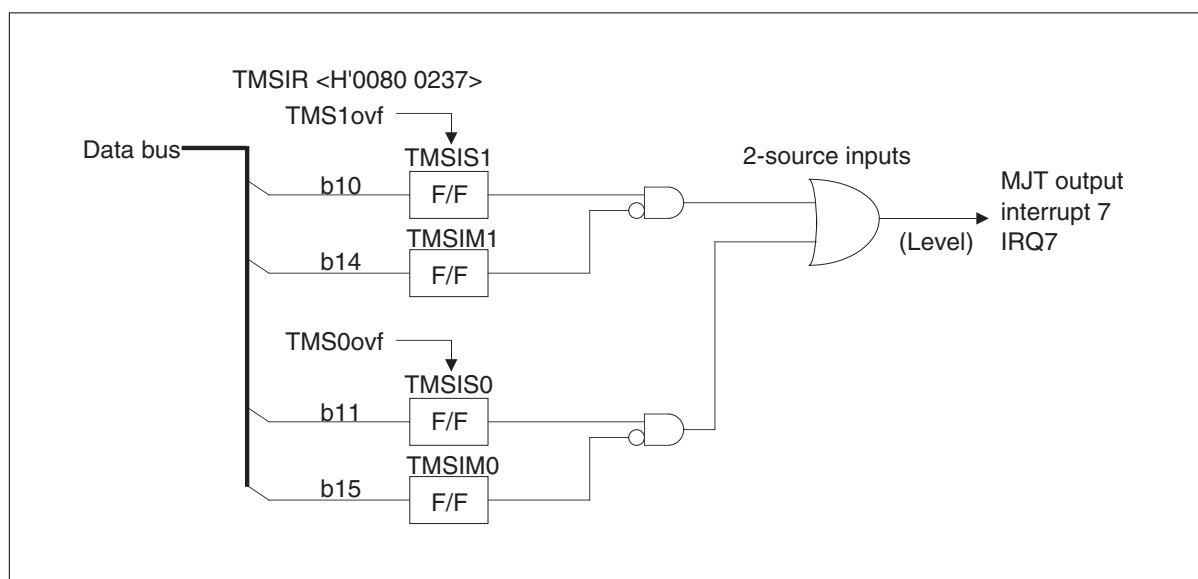 TMSIR <H'0080 0237>
TMS1ovf
Data bus
TMSIS1
b10
F/F
TMSIM1
b14
F/F
2-source inputs
MJT output
interrupt 7
IRQ7
(Level)
TMS0ovf
TMSIS0
b11
F/F
TMSIM0
b15
F/F